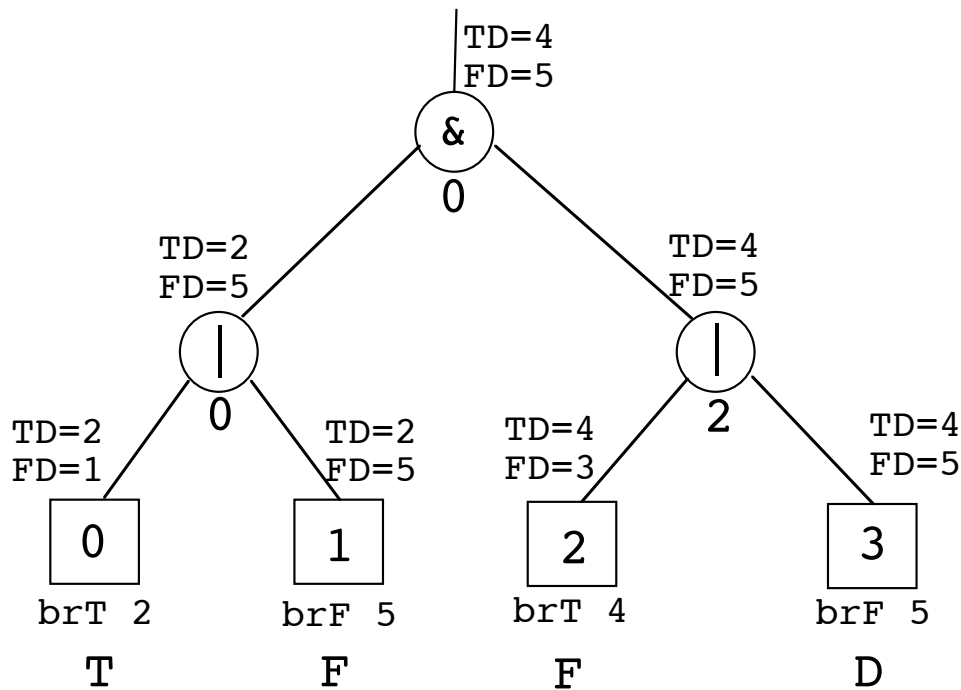 TD=4
FD=5
&
0
TD=2
FD=5
TD=4
FD=5
|
0
|
2
TD=2
FD=1
TD=2
FD=5
TD=4
FD=3
TD=4
FD=5
0
1
2
3
brT 2
brF 5
brT 4
brF 5
T
F
F
D